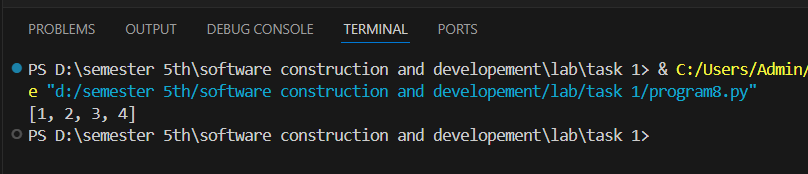 PROBLEMS OUTPUT DEBUG CONSOLE TERMINAL PORTS
PS D:\semester 5th\software construction and developement\lab\task 1> & C:/Users/Admin/
e "d:/semester 5th/software construction and developement/lab/task 1/program8.py"
[1, 2, 3, 4]
PS D:\semester 5th\software construction and developement\lab\task 1>